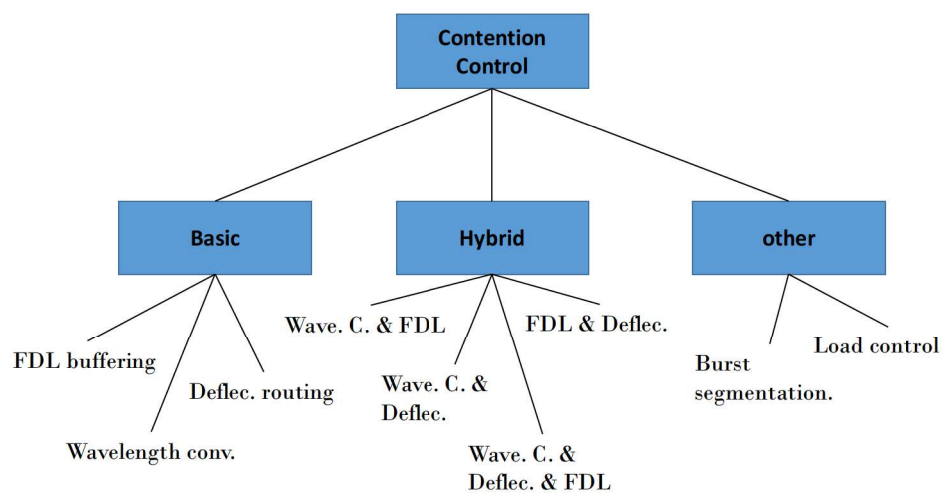 Contention
Control
Basic
Hybrid
other
FDL buffering
Wavelength conv.
Deflec. routing
Wave. C. & FDL
Wave. C. &
Deflec.
Wave. C. &
Deflec. & FDL
FDL & Deflec.
Burst
segmentation.
Load control